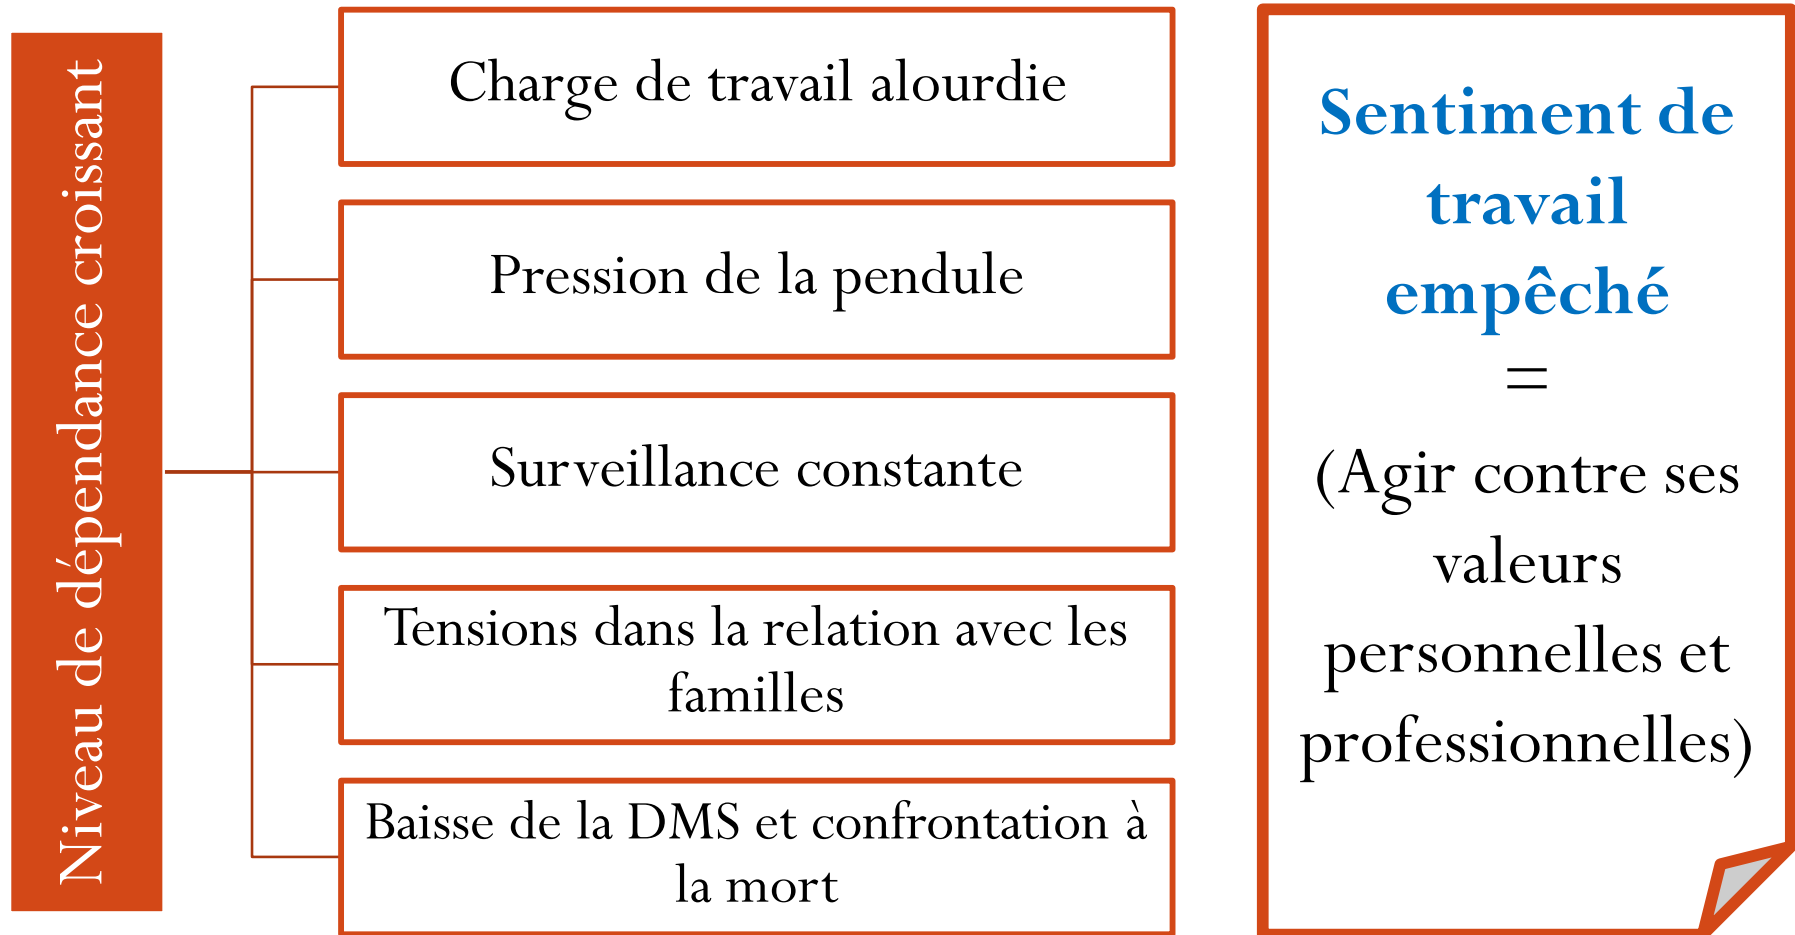 Niveau de dépendance croissant
Charge de travail alourdie
Pression de la pendule
Surveillance constante
Tensions dans la relation avec les
familles
Baisse de la DMS et confrontation à
la mort
Sentiment de
travail
empêché
=
(Agir contre ses
valeurs
personnelles et
professionnelles)